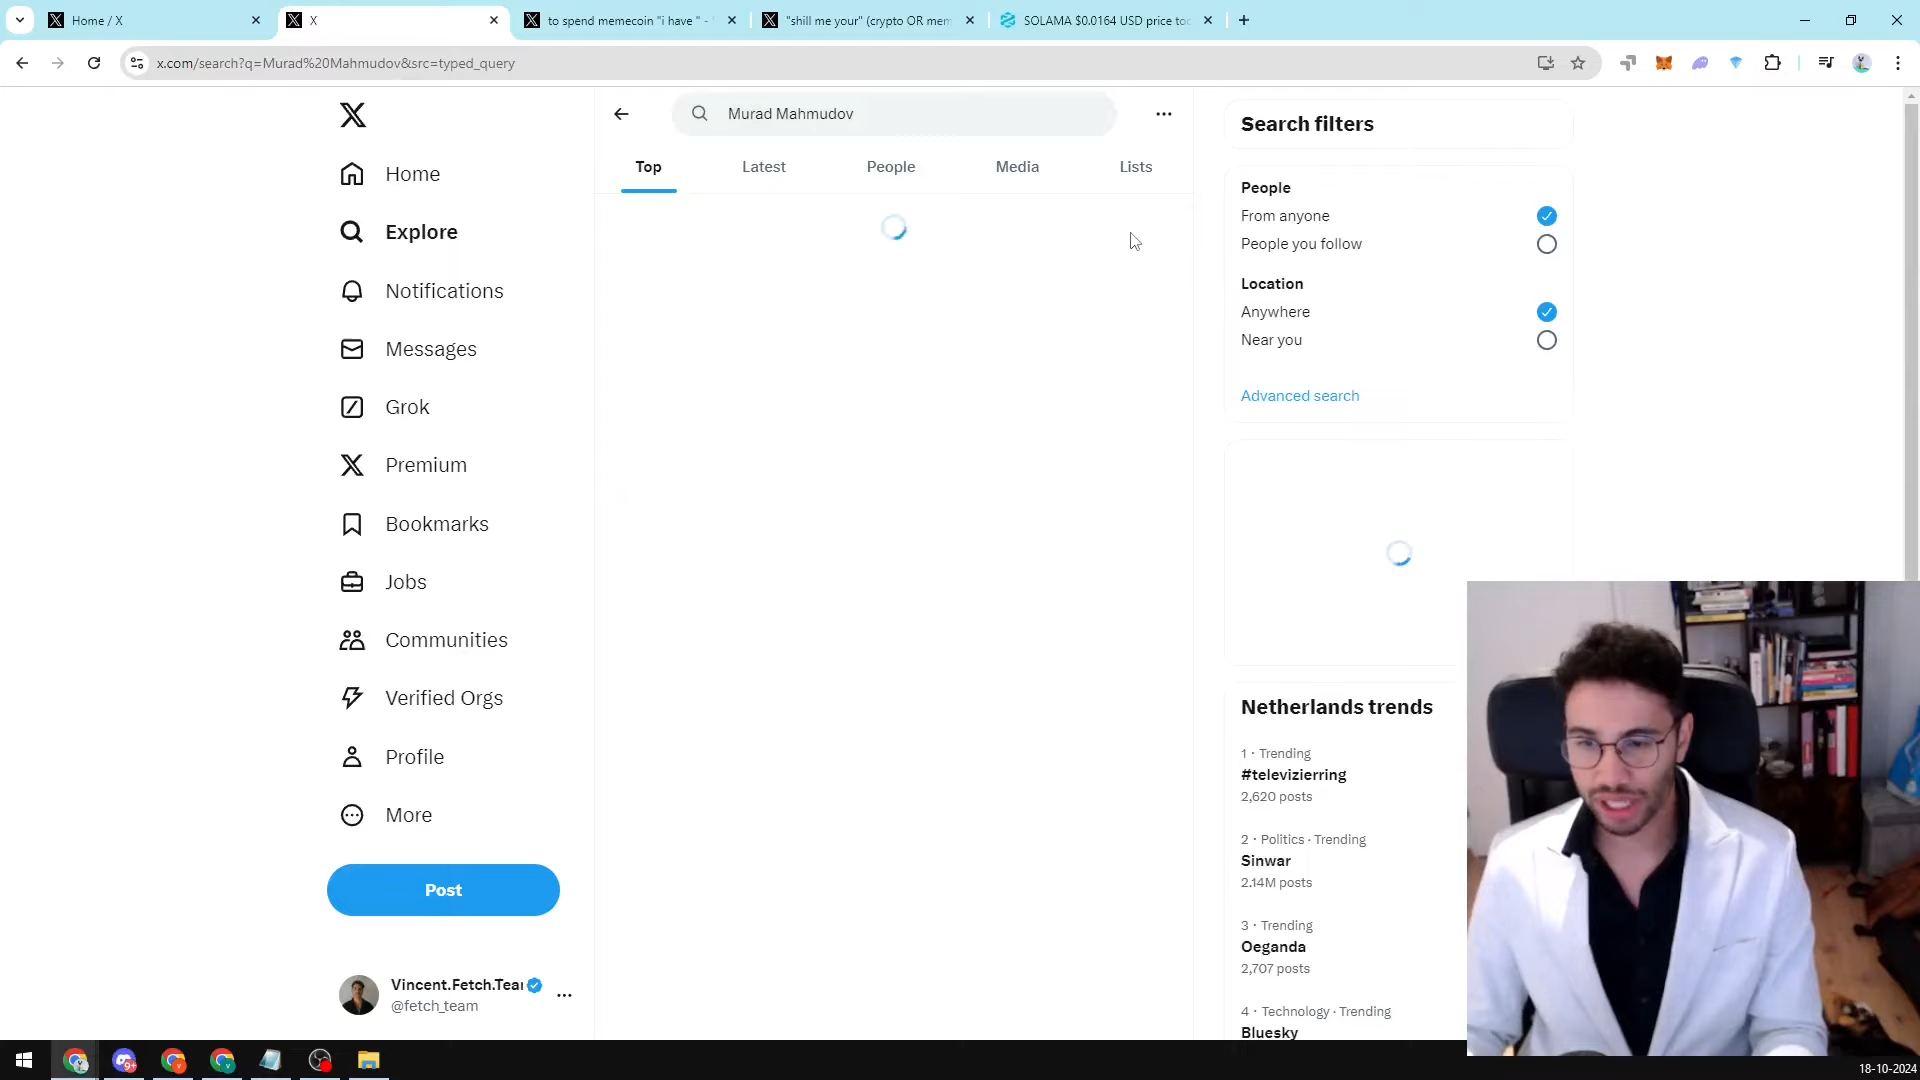 Home / X
X
to spend memecoin "i have " -
"shill me your" (crypto OR mem
SOLAMA $0.0164 USD price too
x.com/search?q=Murad%20Mahmudov&src=typed_query
Murad Mahmudov
Top
Latest
People
Media
Lists
Home
Explore
Notifications
Messages
Grok
Premium
Bookmarks
Jobs
Communities
Verified Orgs
Profile
More
Post
Vincent.Fetch.Tea
@fetch_team
Search filters
People
From anyone
People you follow
Location
Anywhere
Near you
Advanced search
Netherlands trends
1 · Trending
#televizierring
2,620 posts
2 · Politics · Trending
Sinwar
2.14M posts
3 · Trending
Oeganda
2,707 posts
4 · Technology · Trending
Bluesky
9+
18-10-2024